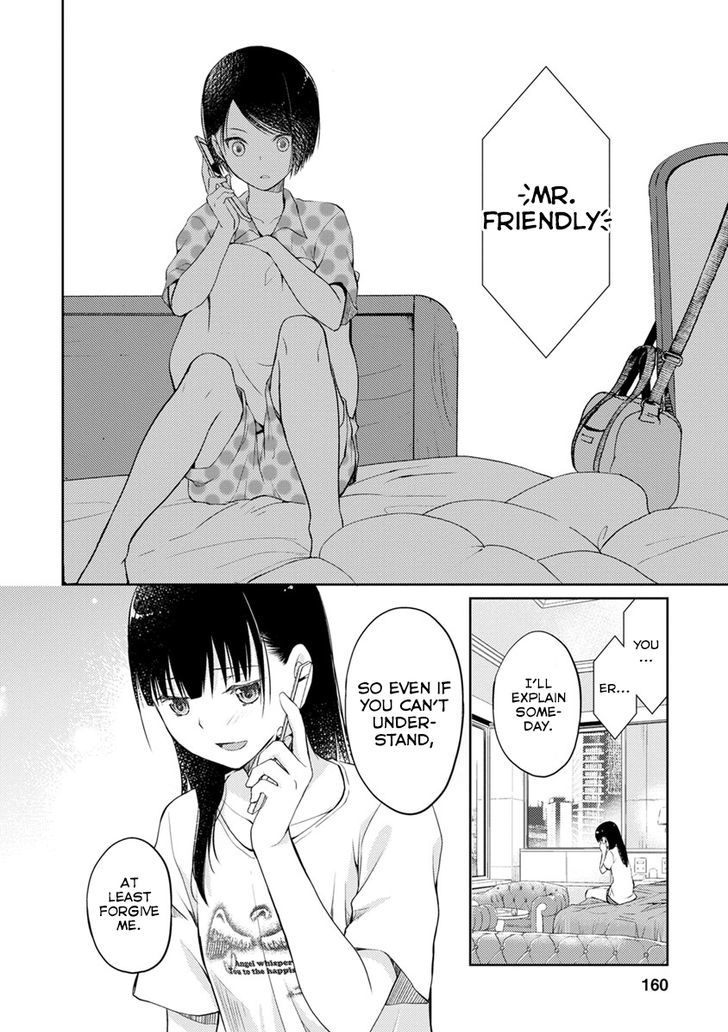 MR.
FRIENDLY
YOU
...
ER...
I'LL
EXPLAIN
SOME-
DAY.
SO EVEN IF
YOU CAN'T
UNDER-
STAND,
AT
LEAST
FORGIVE
ME.
Angel whisper
You to the happi
160